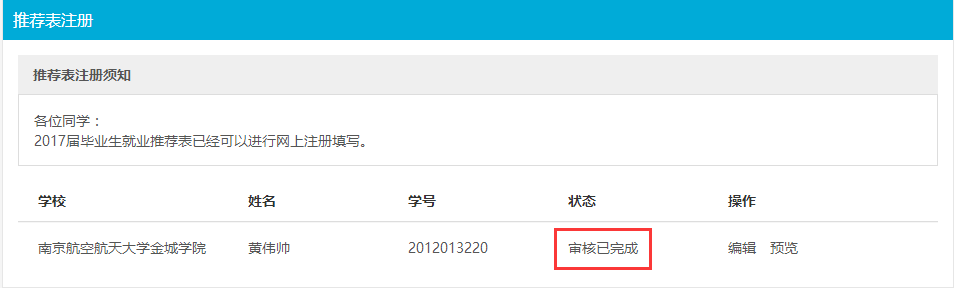 推荐表注册
推荐表注册须知
各位同学：
2017届毕业生就业推荐表已经可以进行网上注册填写。
学校 姓名 学号 状态 操作
南京航空航天大学金城学院 黄伟帅 2012013220 审核已完成 编辑 预览